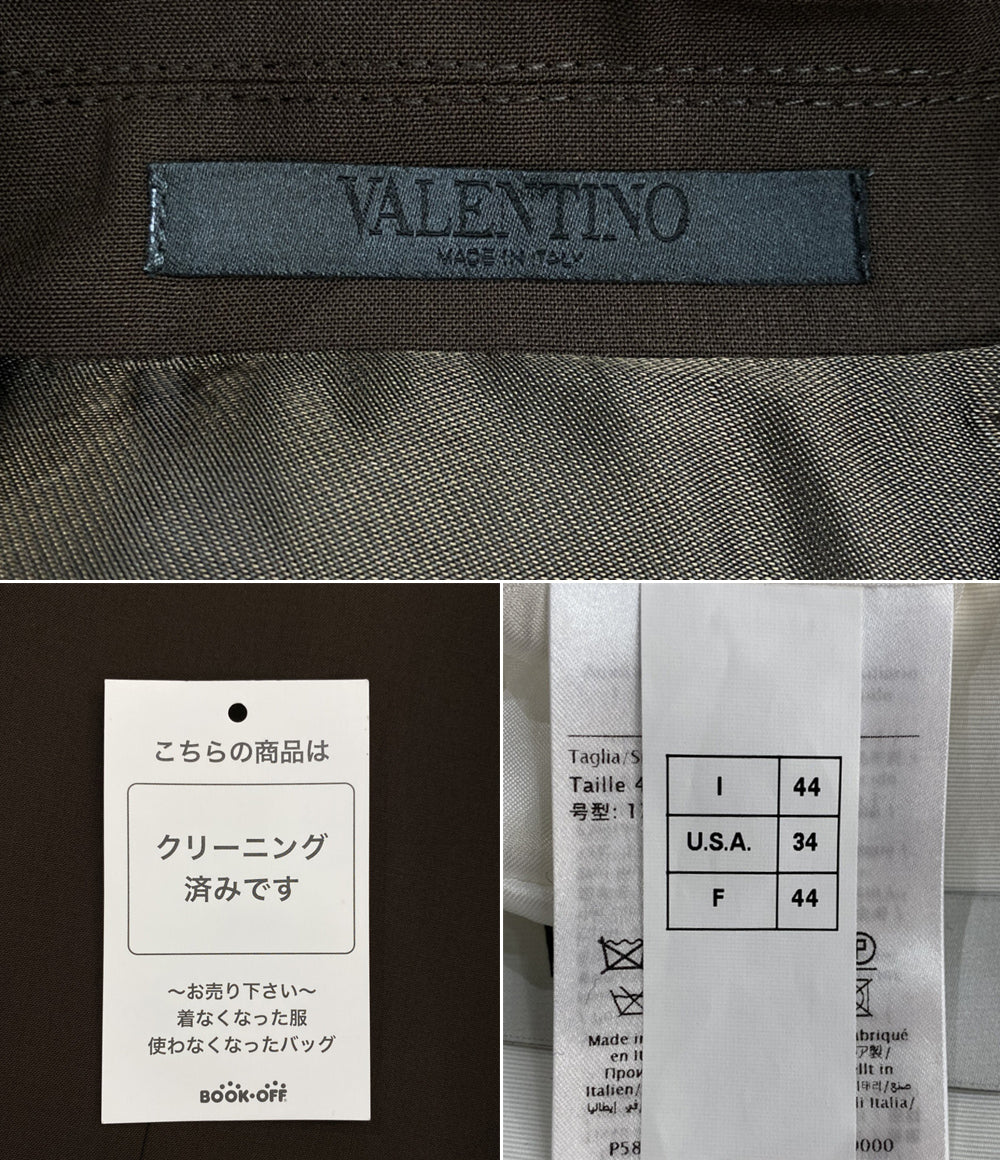 VALENTINO
MADE IN ITALY
こちらの商品は
クリーニング
済みです
〜お売り下さい〜
着なくなった服
使わなくなったバッグ
BOOK・OFF
Taglia/S
Taille 4
号型: 1
I 44
U.S.A. 34
F 44
Made in
abriqué
en It
ア製/
Прои
ellt in
Italien/
li Italia/
P58
0000